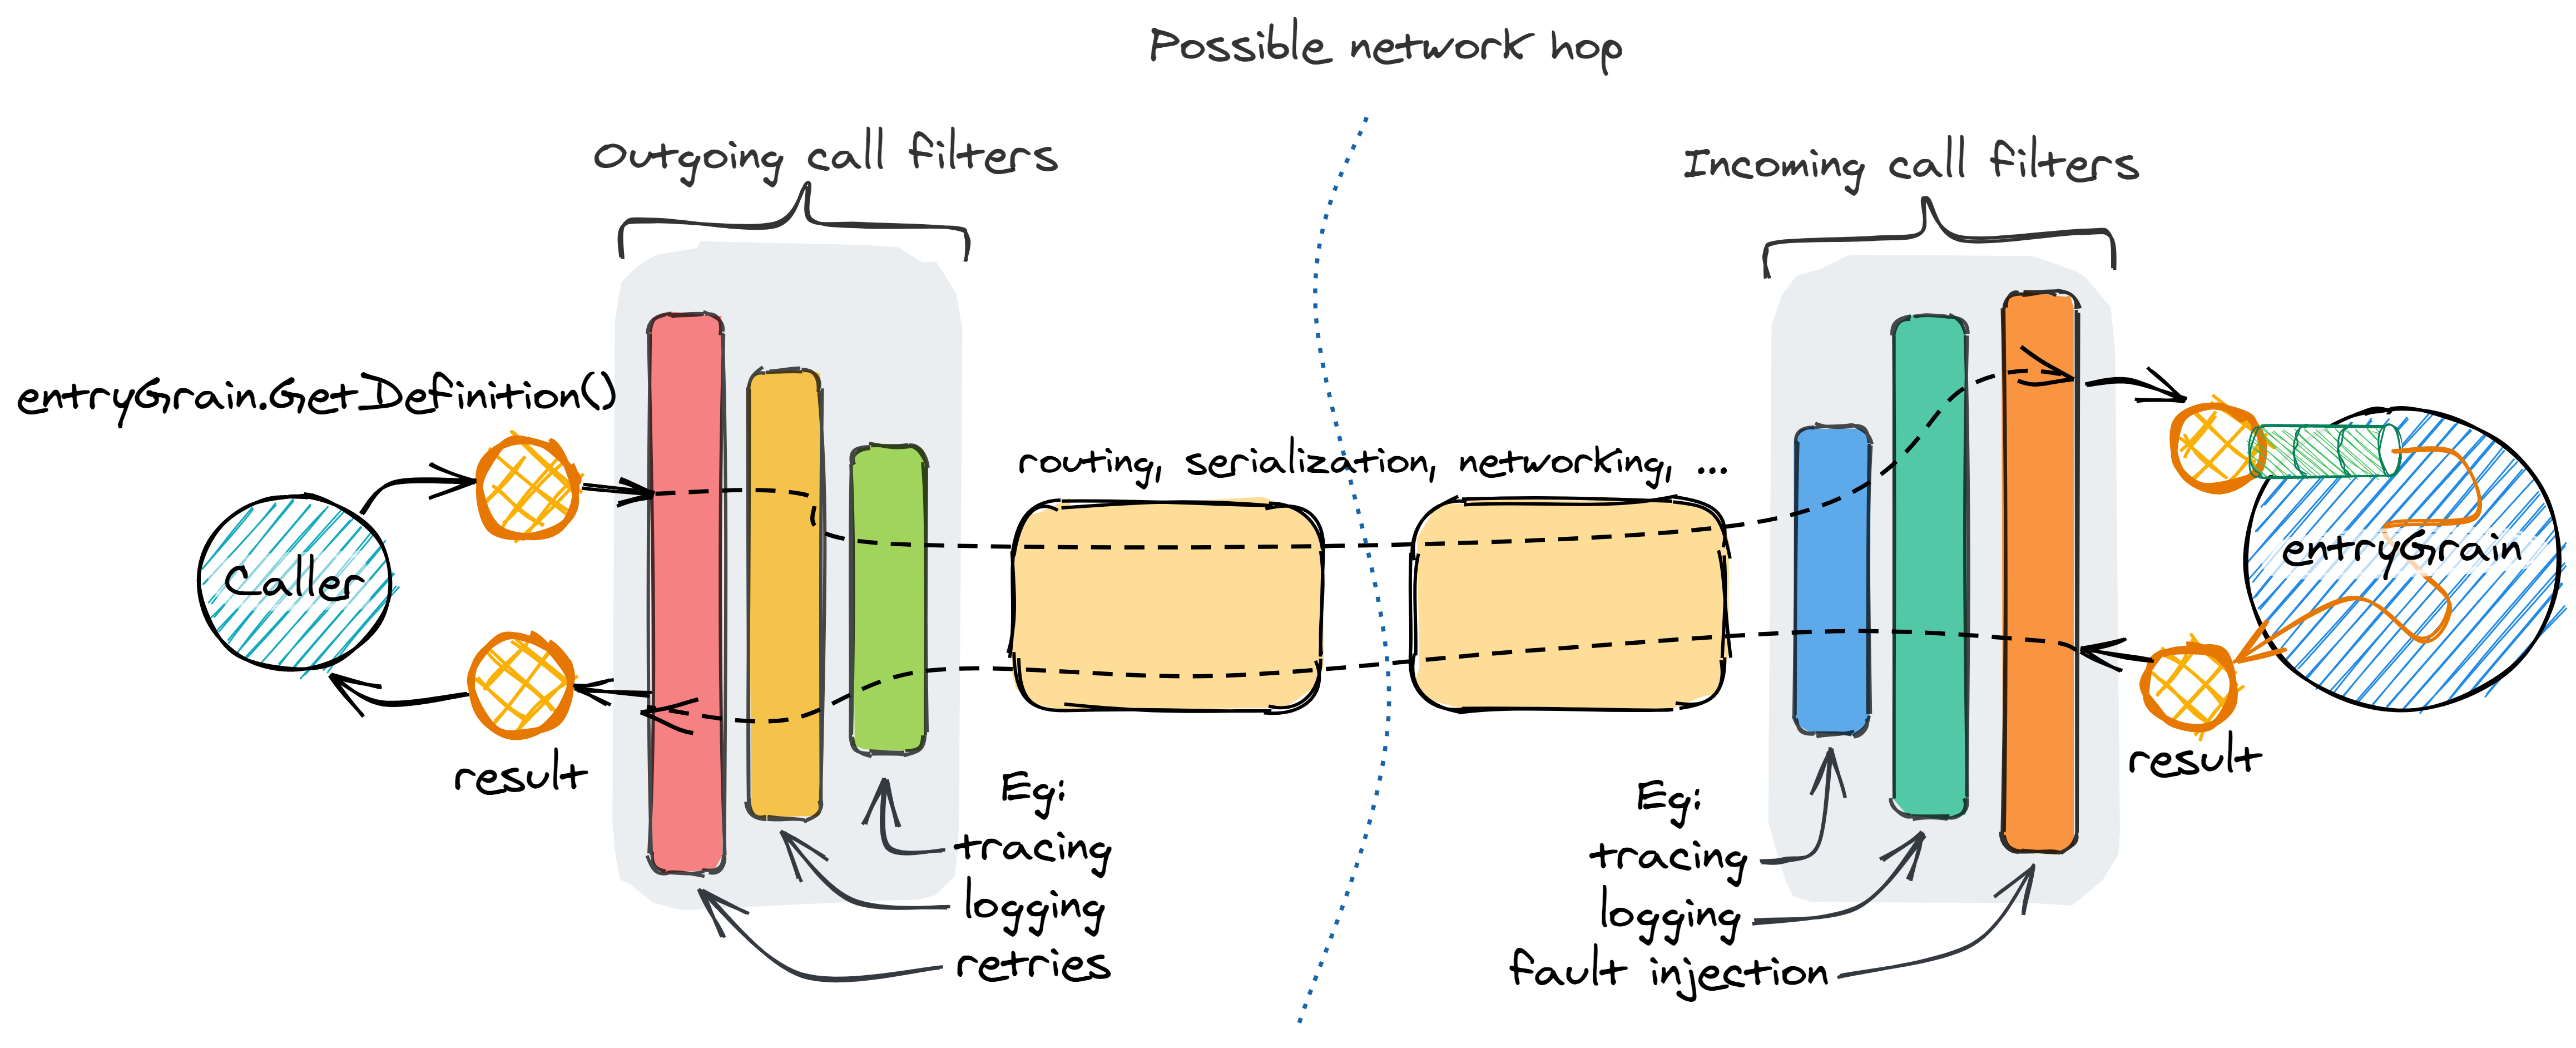 Possible network hop
Outgoing call filters
Incoming call filters
entryGrain.GetDefinition()
routing, serialization, networking, ...
Caller
entryGrain
result
result
Eg:
tracing
logging
retries
Eg:
tracing
logging
fault injection